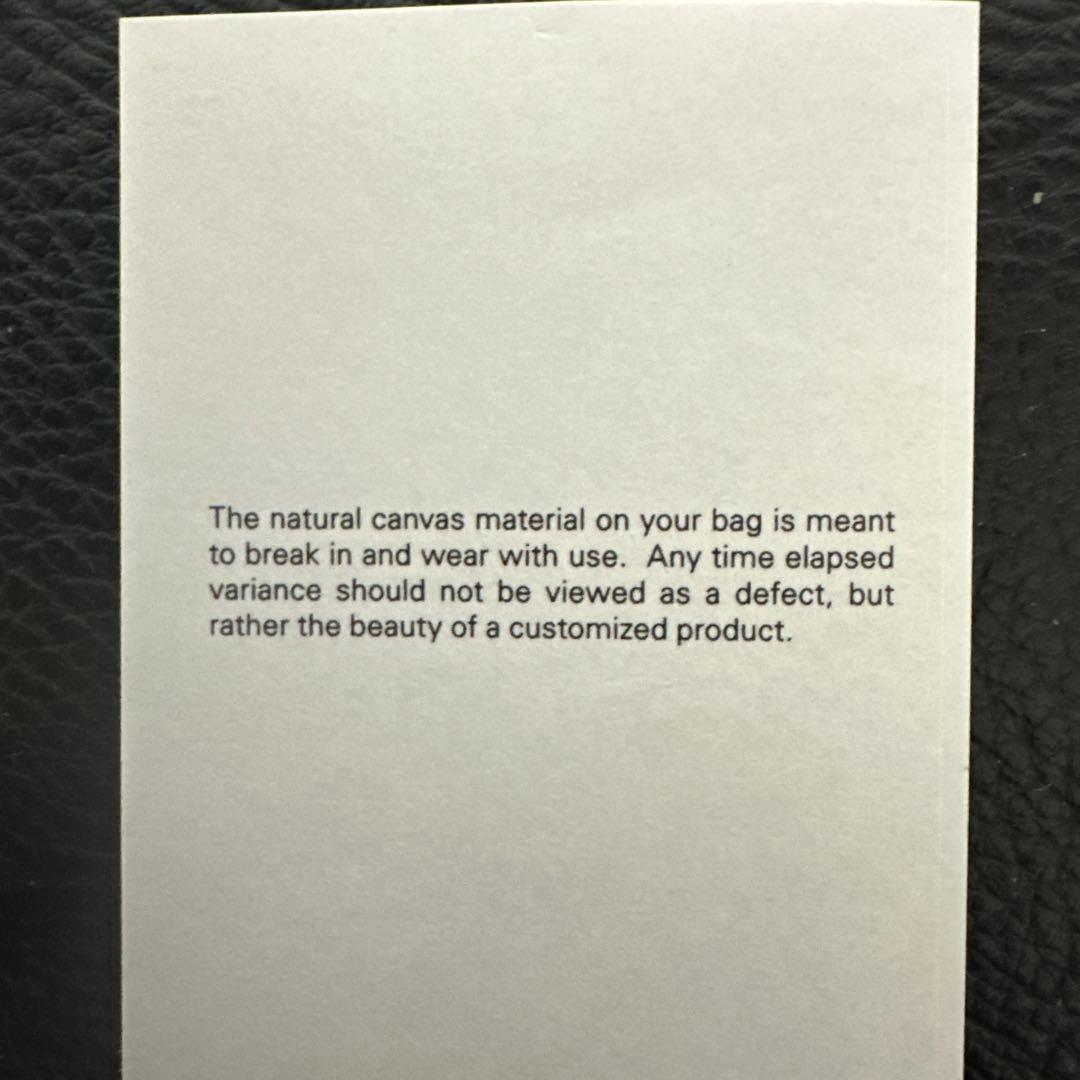 The natural canvas material on your bag is meant
to break in and wear with use.  Any time elapsed
variance should not be viewed as a defect, but
rather the beauty of a customized product.